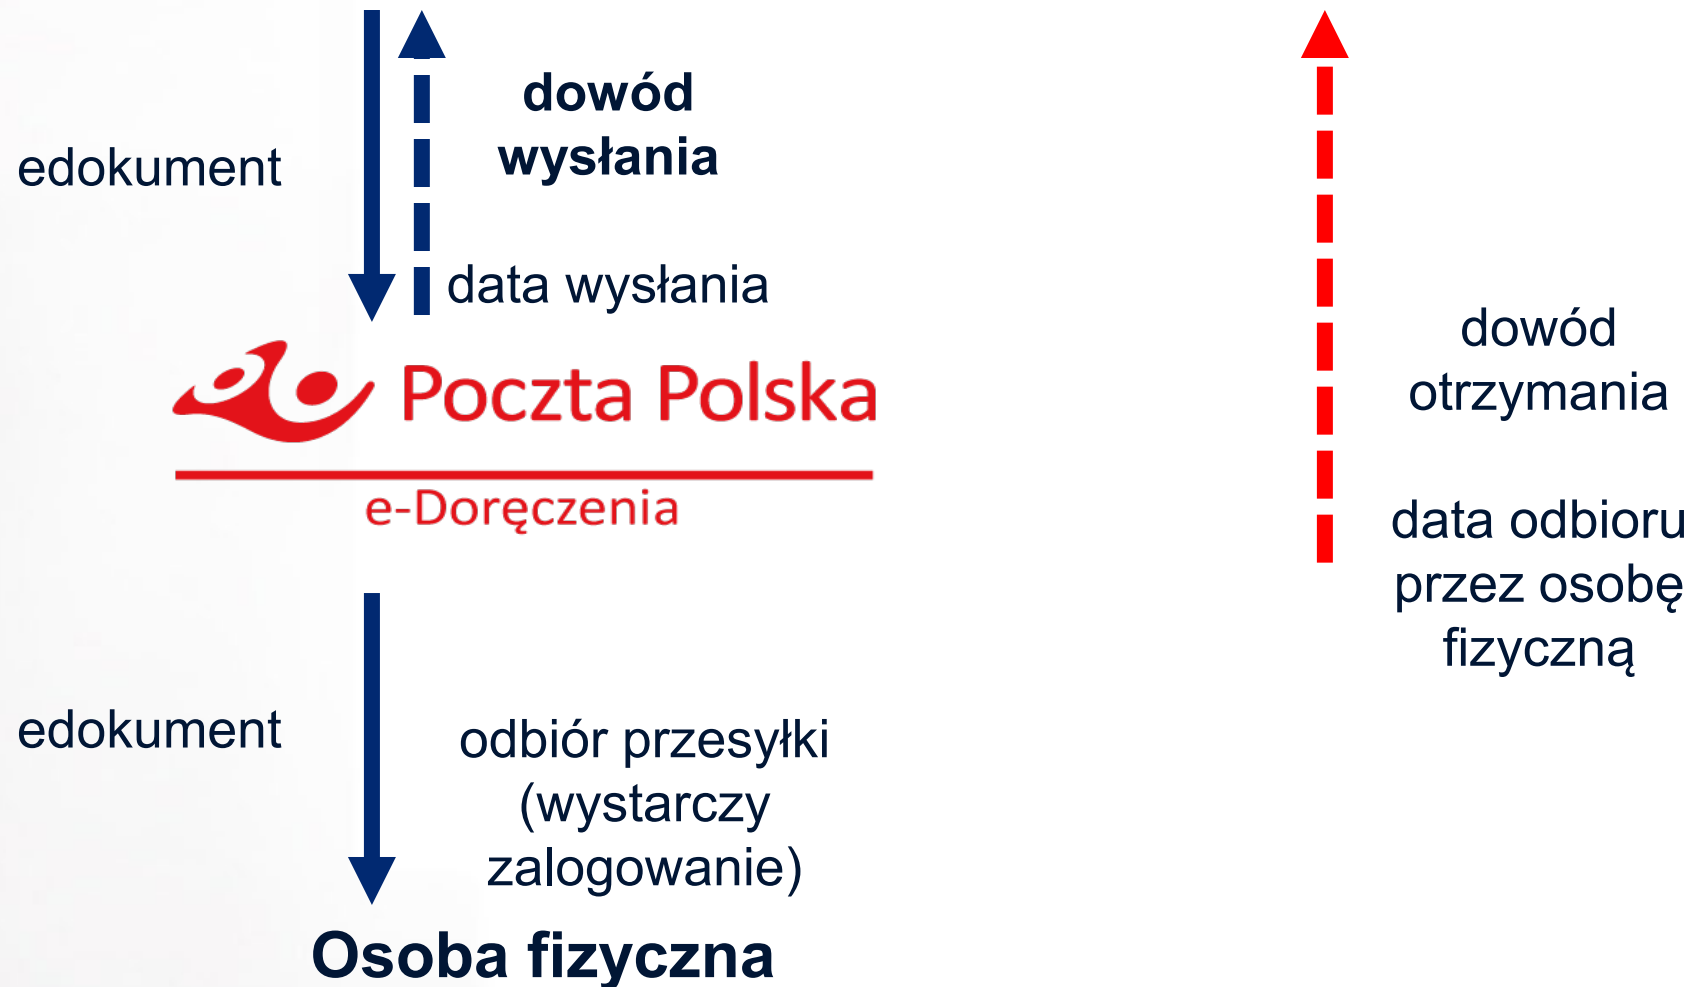 dowód
wysłania
edokument
data wysłania
Poczta Polska
e-Doręczenia
dowód
otrzymania
data odbioru
przez osobę
fizyczną
edokument
odbiór przesyłki
(wystarczy
zalogowanie)
Osoba fizyczna